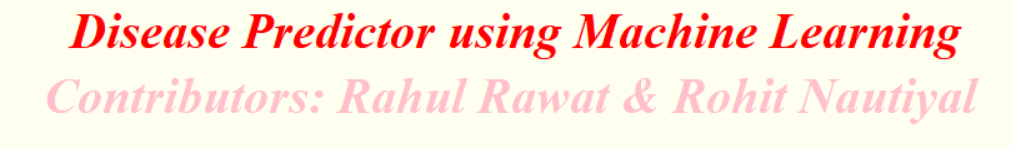 Disease Predictor using Machine Learning
Contributors: Rahul Rawat & Rohit Nautiyal